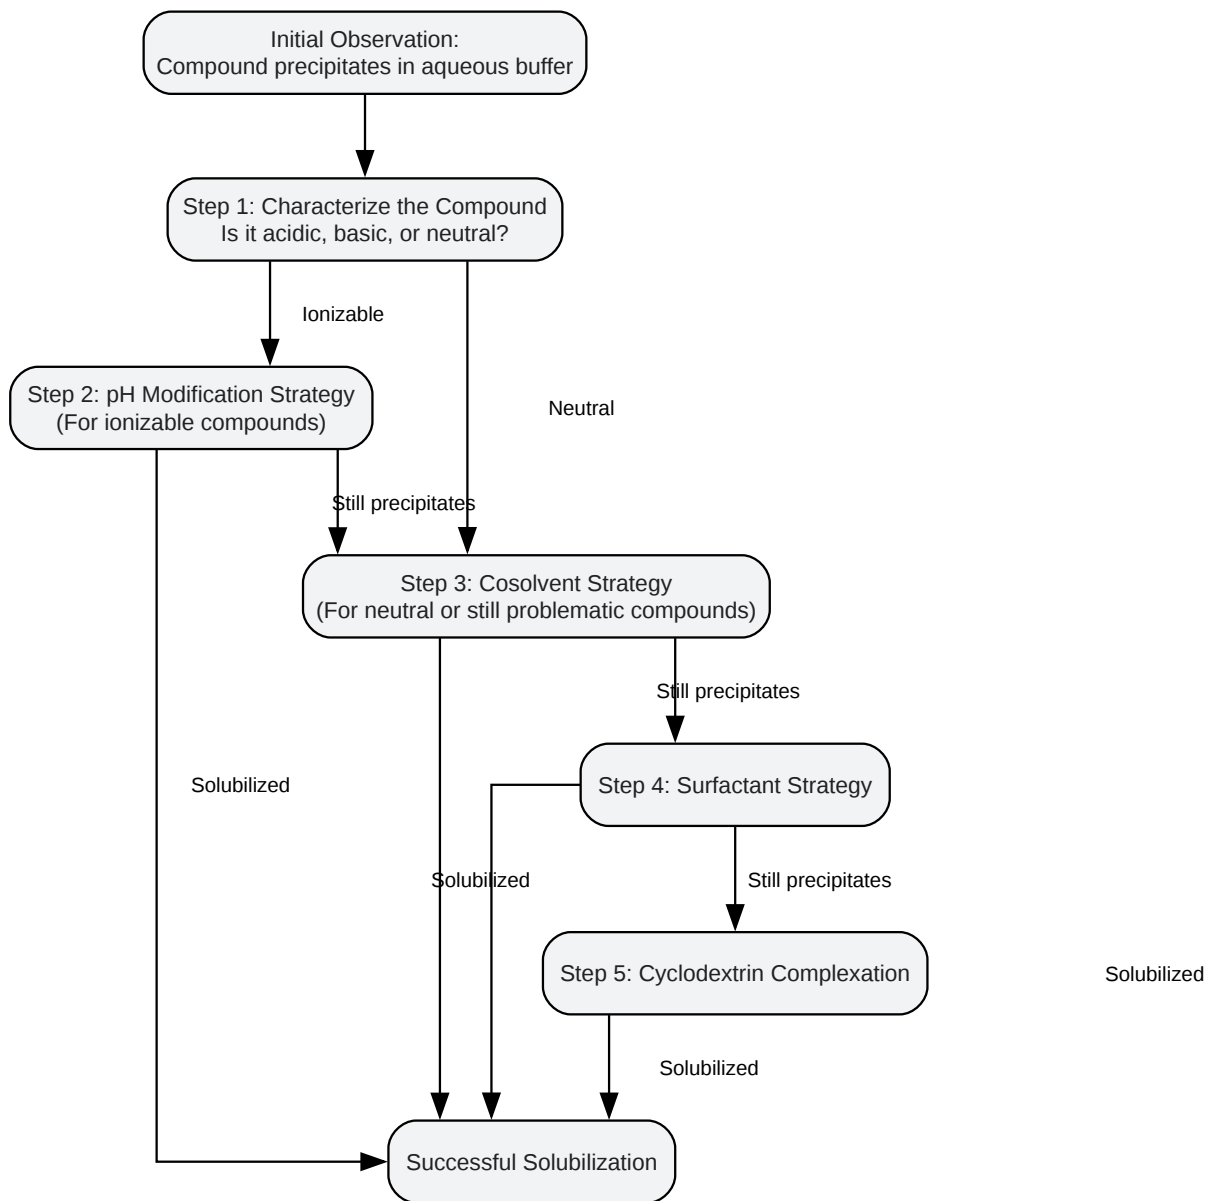 Initial Observation:
Compound precipitates in aqueous buffer
Step 1: Characterize the Compound
Is it acidic, basic, or neutral?
Ionizable
Step 2: pH Modification Strategy
(For ionizable compounds)
Neutral
Still precipitates
Step 3: Cosolvent Strategy
(For neutral or still problematic compounds)
Still precipitates
Solubilized
Step 4: Surfactant Strategy
Solubilized
Still precipitates
Step 5: Cyclodextrin Complexation
Solubilized
Solubilized
Successful Solubilization